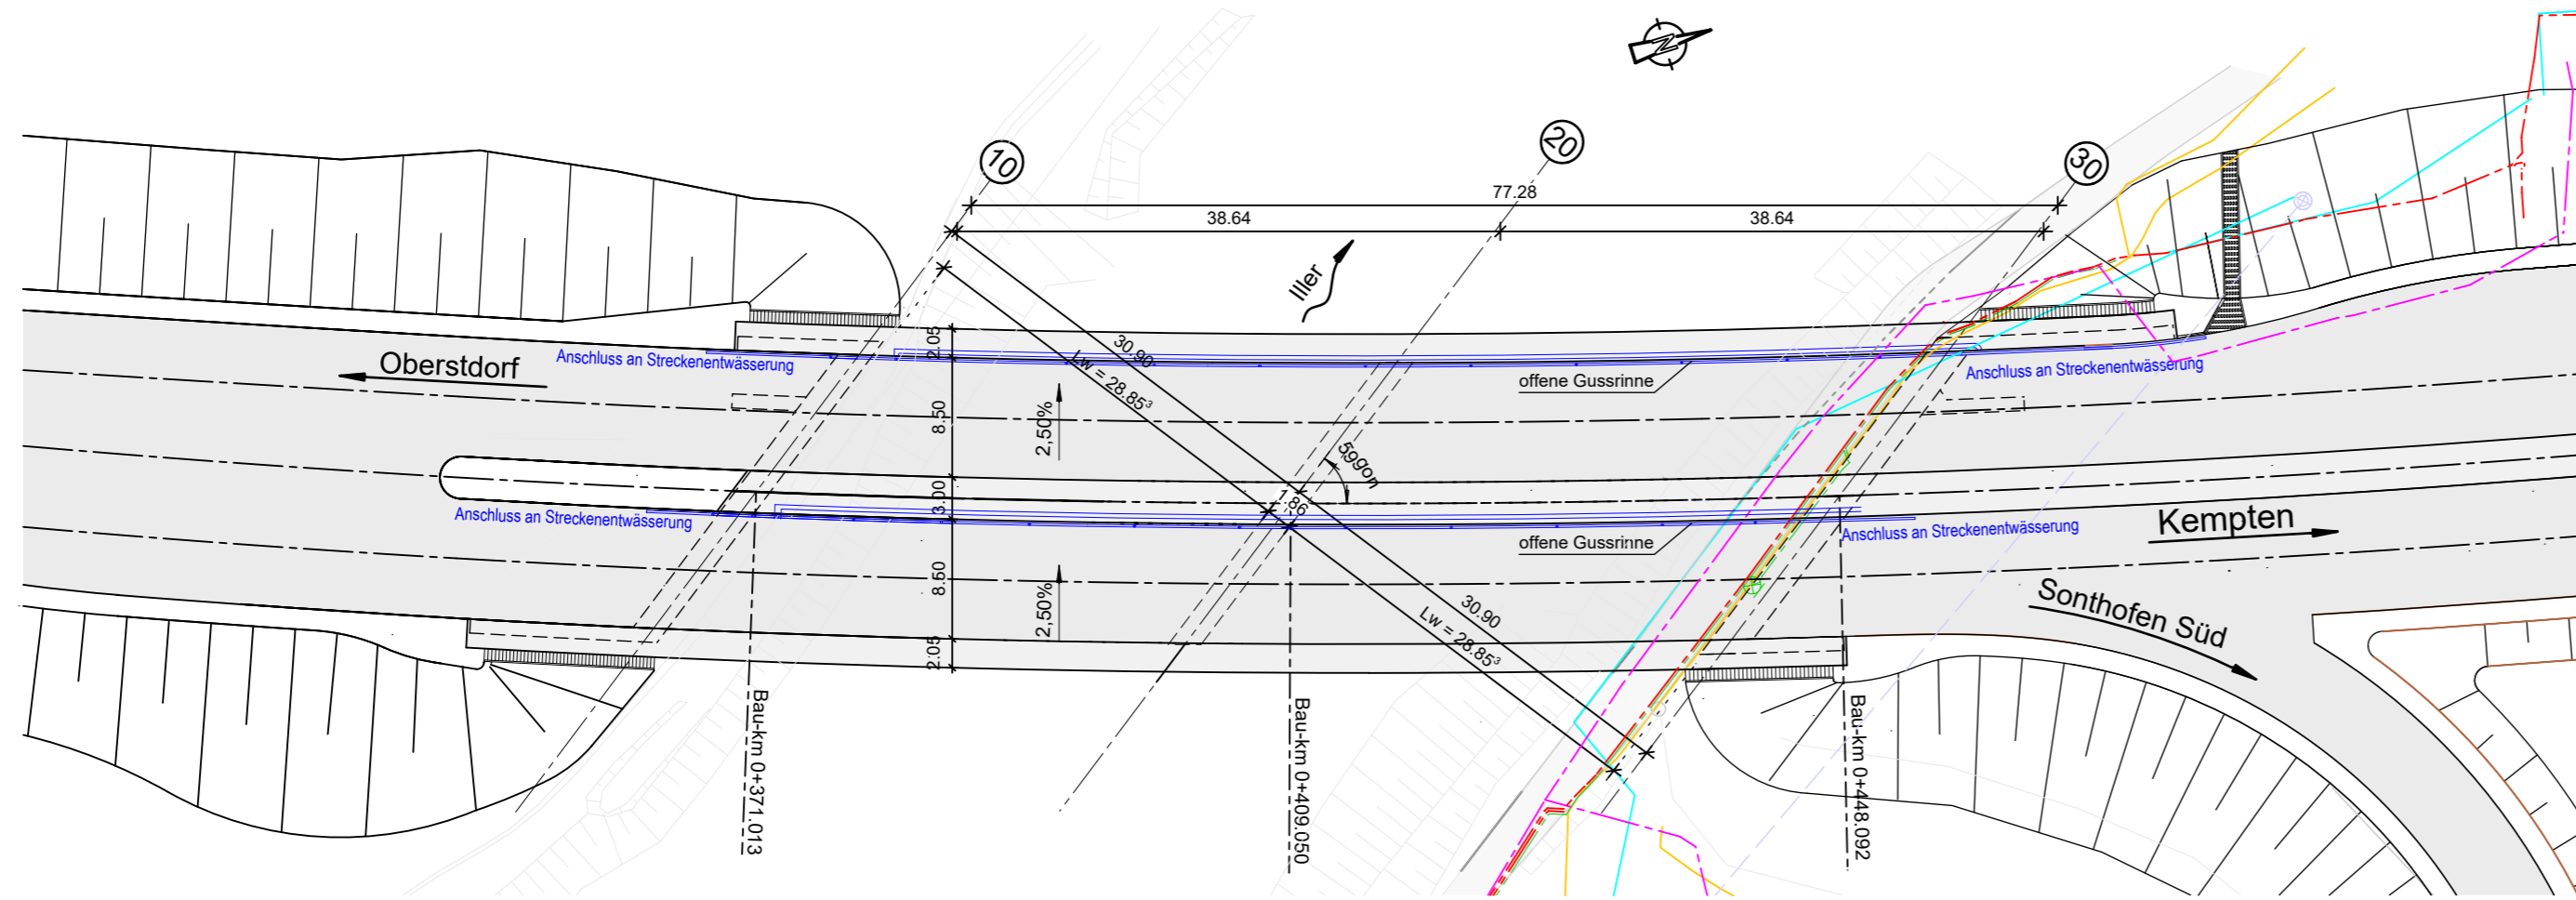 N
10
20
30
77.28
38.64
38.64
Iller
Oberstdorf
Anschluss an Streckenentwässerung
2.05
30.90
Lw = 28.85³
offene Gussrinne
Anschluss an Streckenentwässerung
8.50
2,50%
59gon
Anschluss an Streckenentwässerung
3.00
1.86
offene Gussrinne
Anschluss an Streckenentwässerung
Kempten
8.50
2,50%
30.90
Lw = 28.85³
Sonthofen Süd
2.05
Bau-km 0+371.013
Bau-km 0+409.050
Bau-km 0+448.092